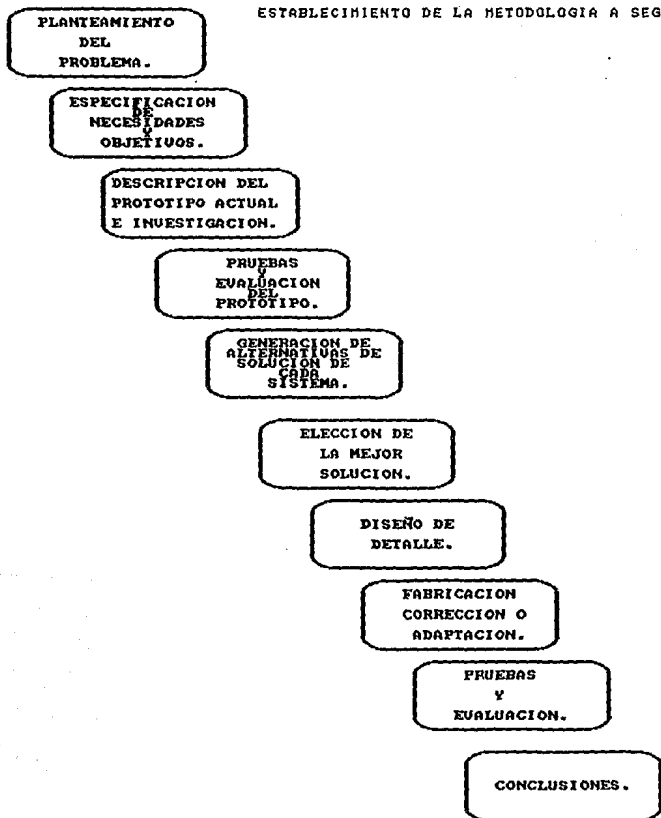 ESTABLECIMIENTO DE LA METODOLOGIA A SEG
PLANTEAMIENTO
DEL
PROBLEMA.
ESPECIFICACION
DE
NECESIDADES
Y
OBJETIVOS.
DESCRIPCION DEL
PROTOTIPO ACTUAL
E INVESTIGACION.
PRUEBAS
Y
EVALUACION
DEL
PROTOTIPO.
GENERACION DE
ALTERNATIVAS DE
SOLUCION DE
CADA
SISTEMA.
ELECCION DE
LA MEJOR
SOLUCION.
DISEÑO DE
DETALLE.
FABRICACION
CORRECCION O
ADAPTACION.
PRUEBAS
Y
EVALUACION.
CONCLUSIONES.